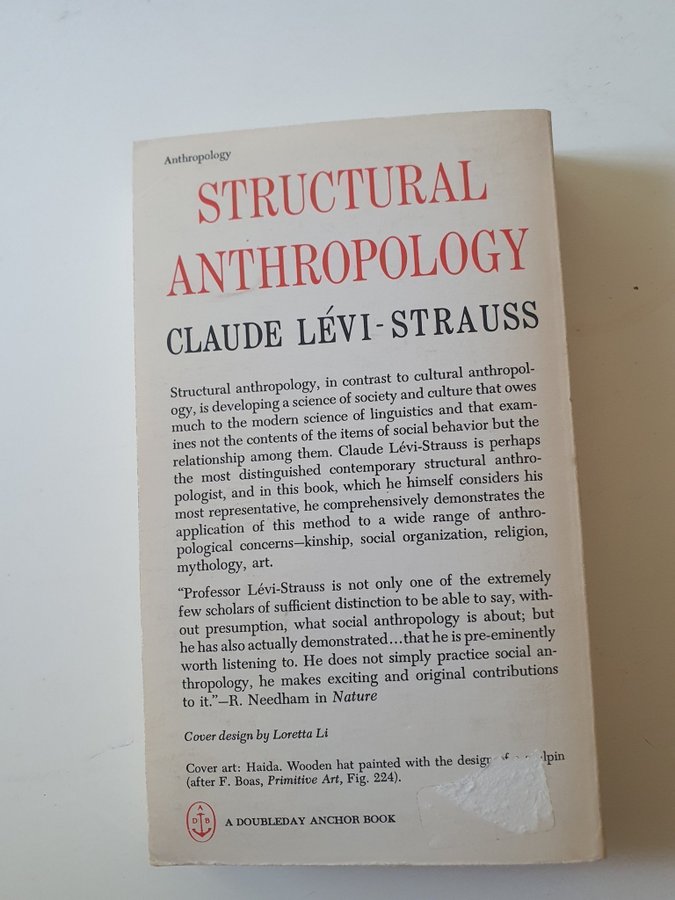 Anthropology
STRUCTURAL
ANTHROPOLOGY
CLAUDE LÉVI-STRAUSS
Structural anthropology, in contrast to cultural anthropol-
ogy, is developing a science of society and culture that owes
much to the modern science of linguistics and that exam-
ines not the contents of the items of social behavior but the
relationship among them. Claude Lévi-Strauss is perhaps
the most distinguished contemporary structural anthro-
pologist, and in this book, which he himself considers his
most representative, he comprehensively demonstrates the
application of this method to a wide range of anthro-
pological concerns—kinship, social organization, religion,
mythology, art.
“Professor Lévi-Strauss is not only one of the extremely
few scholars of sufficient distinction to be able to say, with-
out presumption, what social anthropology is about; but
he has also actually demonstrated...that he is pre-eminently
worth listening to. He does not simply practice social an-
thropology, he makes exciting and original contributions
to it.”—R. Needham in Nature
Cover design by Loretta Li
Cover art: Haida. Wooden hat painted with the design
(after F. Boas, Primitive Art, Fig. 224).
A
D B
A DOUBLEDAY ANCHOR BOOK